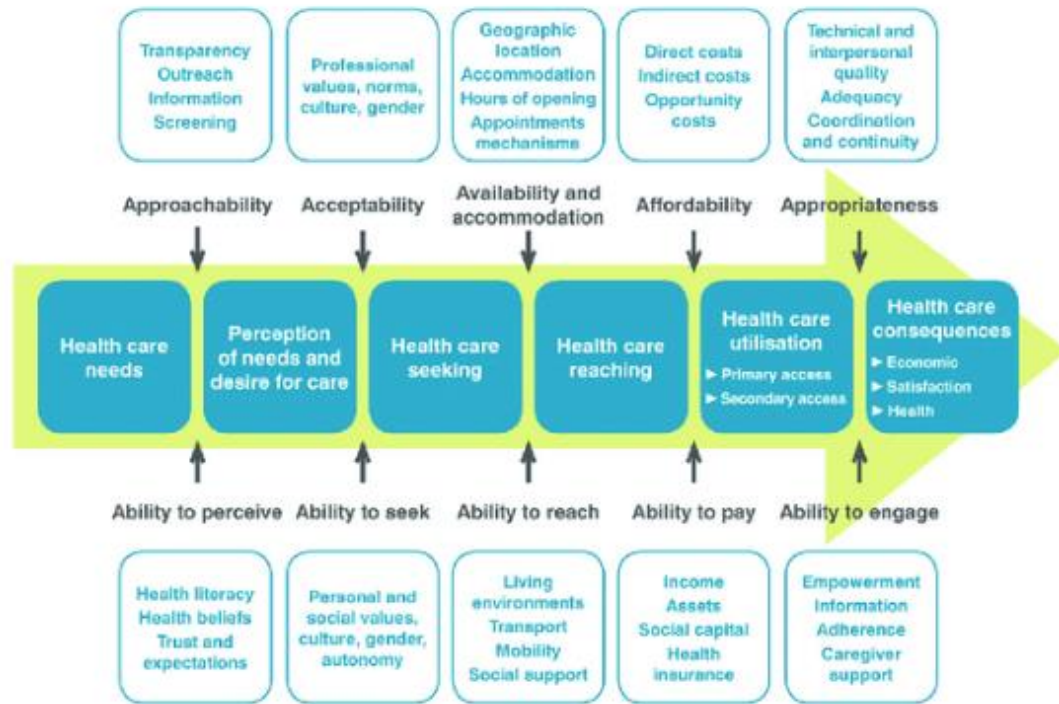 Transparency
Outreach
Information
Screening
Professional
values, norms,
culture, gender
Geographic
location
Accommodation
Hours of opening
Appointments
mechanisms
Direct costs
Indirect costs
Opportunity
costs
Technical and
interpersonal
quality
Adequacy
Coordination
and continuity
Approachability
Acceptability
Availability and
accommodation
Affordability
Appropriateness
Health care
needs
Perception
of needs and
desire for care
Health care
seeking
Health care
reaching
Health care
utilisation
► Primary access
► Secondary access
Health care
consequences
► Economic
► Satisfaction
► Health
Ability to perceive
Ability to seek
Ability to reach
Ability to pay
Ability to engage
Health literacy
Health beliefs
Trust and
expectations
Personal and
social values,
culture, gender,
autonomy
Living
environments
Transport
Mobility
Social support
Income
Assets
Social capital
Health
insurance
Empowerment
Information
Adherence
Caregiver
support